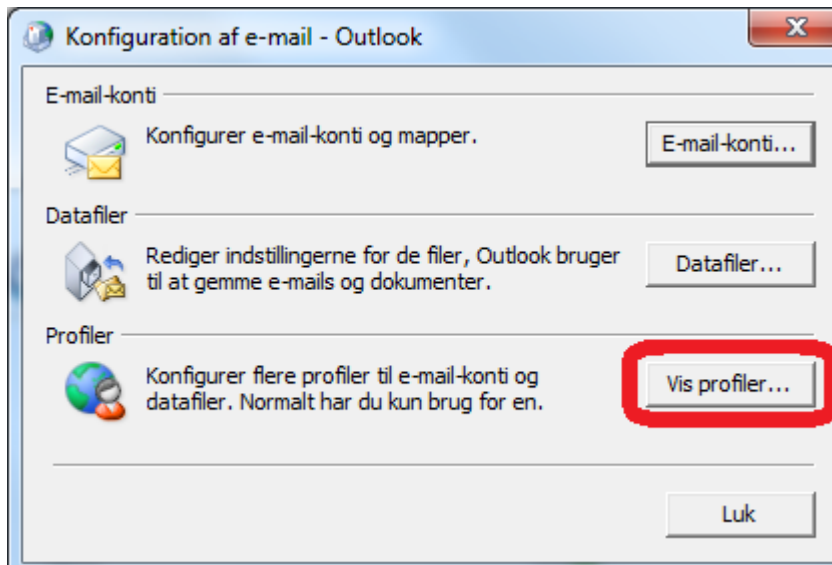 Konfiguration af e-mail - Outlook
E-mail-konti
Konfigurer e-mail-konti og mapper.
E-mail-konti...
Datafiler
Rediger indstillingerne for de filer, Outlook bruger
til at gemme e-mails og dokumenter.
Datafiler...
Profiler
Konfigurer flere profiler til e-mail-konti og
datafiler. Normalt har du kun brug for en.
Vis profiler...
Luk